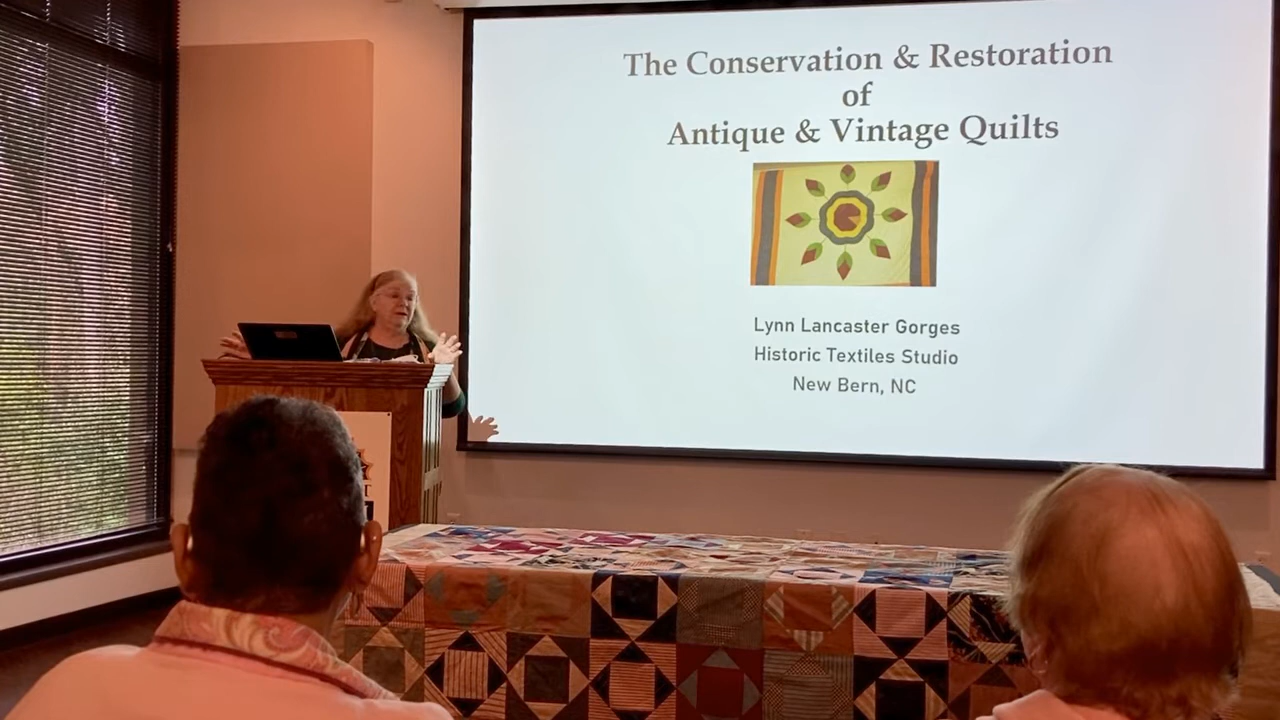 The Conservation & Restoration
of
Antique & Vintage Quilts
Lynn Lancaster Gorges
Historic Textiles Studio
New Bern, NC